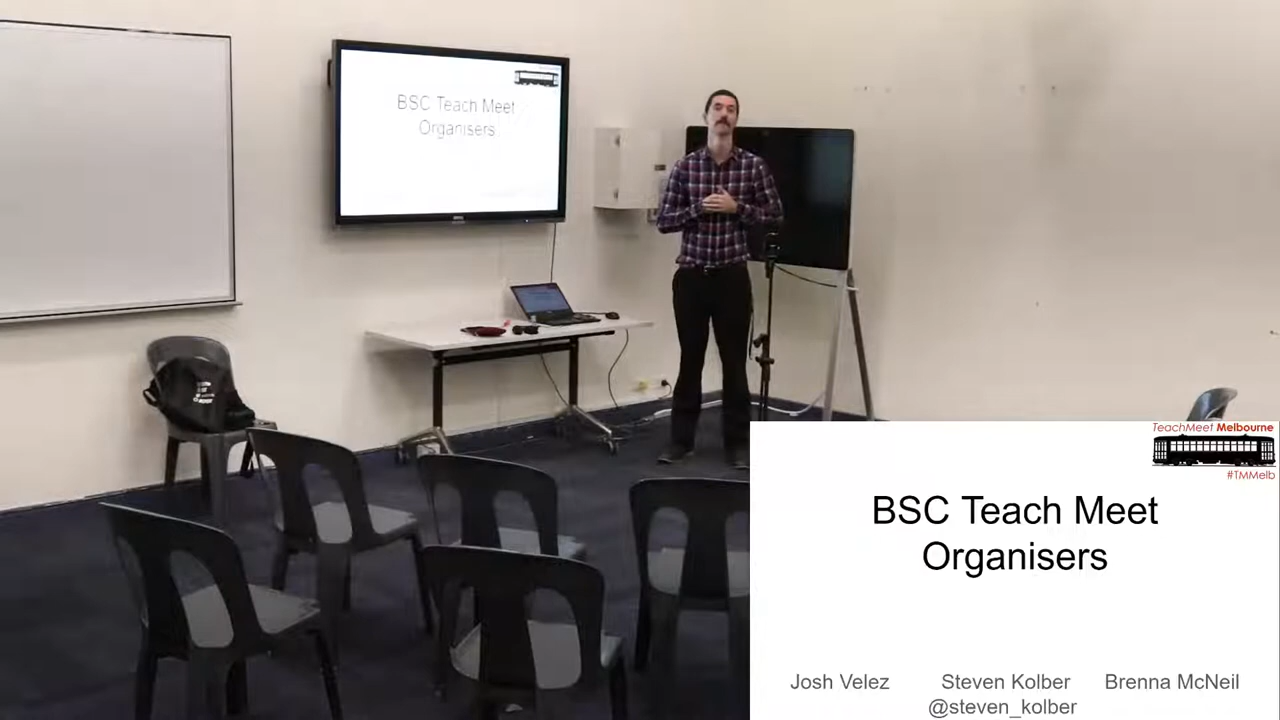 BSC Teach Meet
Organisers
TeachMeet Melbourne
#TMMelb
BSC Teach Meet
Organisers
Josh Velez
Steven Kolber
Brenna McNeil
@steven_kolber